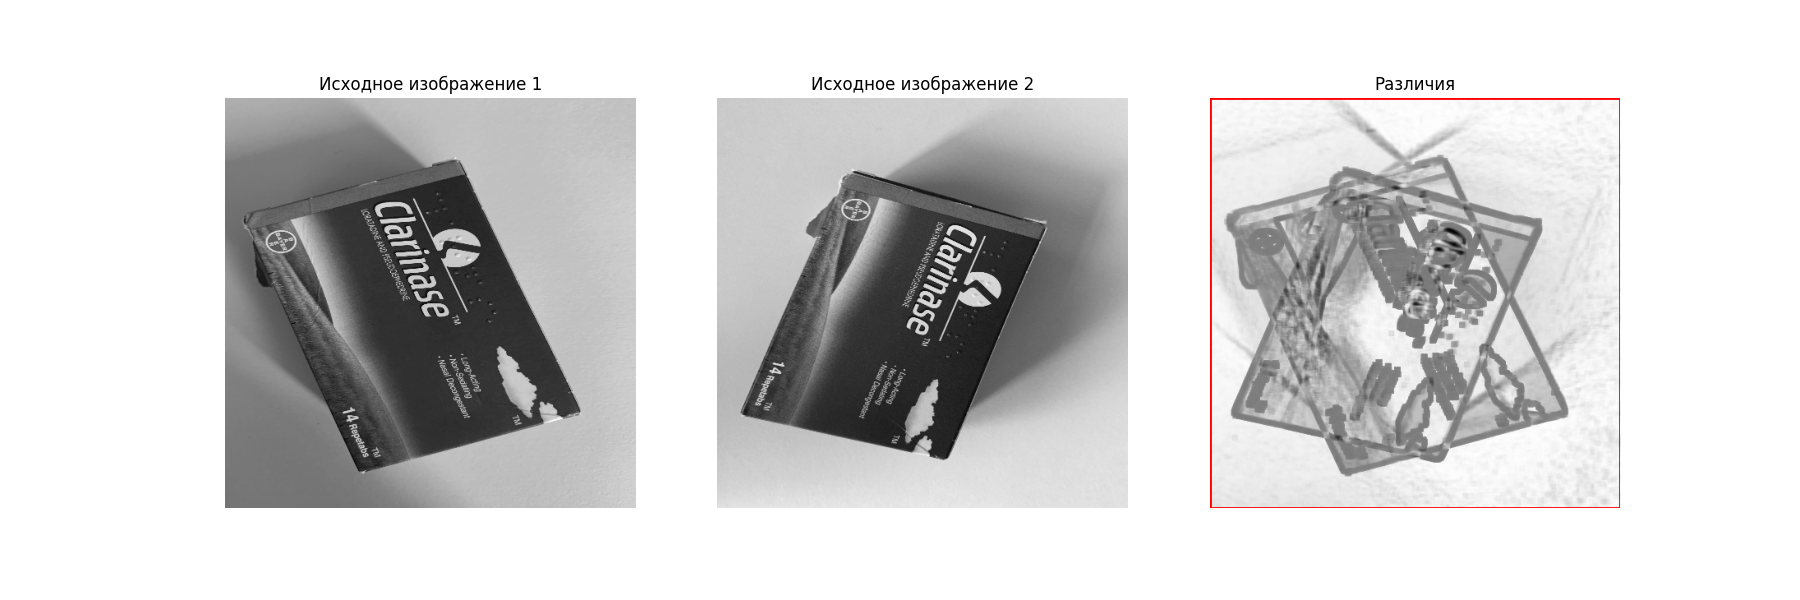 Исходное изображение 1
Исходное изображение 2
Различия
Clarinase
LORATADINE AND PSEUDOEPHEDRINE
TM
• Long-Acting
• Non-Sedating
• Nasal Decongestant
TM
14 Repetabs
TM
BAYER
Clarinase
LORATADINE AND PSEUDOEPHEDRINE
TM
• Long-Acting
• Non-Sedating
• Nasal Decongestant
TM
14 Repetabs
TM
BAYER